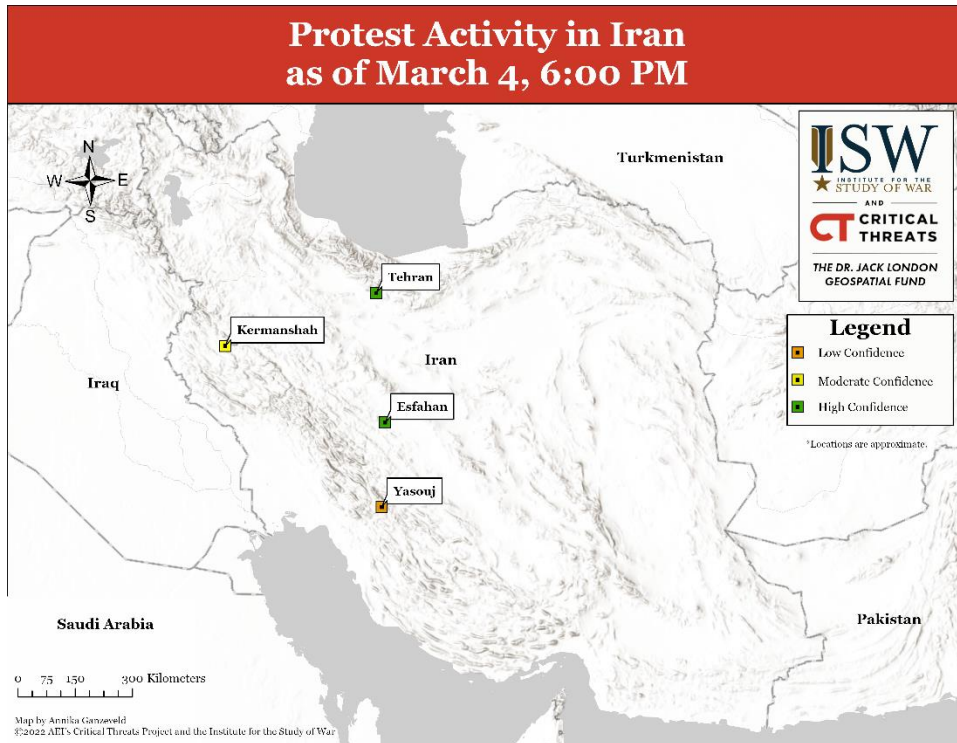 Protest Activity in Iran
as of March 4, 6:00 PM
N
W E
S
Turkmenistan
ISW
INSTITUTE FOR THE
STUDY OF WAR
AND
CT CRITICAL
THREATS
THE DR. JACK LONDON
GEOSPATIAL FUND
Tehran
Kermanshah
Iran
Iraq
Legend
Low Confidence
Moderate Confidence
High Confidence
*Locations are approximate.
Esfahan
Yasouj
Saudi Arabia
Pakistan
0 75 150 300 Kilometers
Map by Annika Ganzeveld
©2022 AEI's Critical Threats Project and the Institute for the Study of War